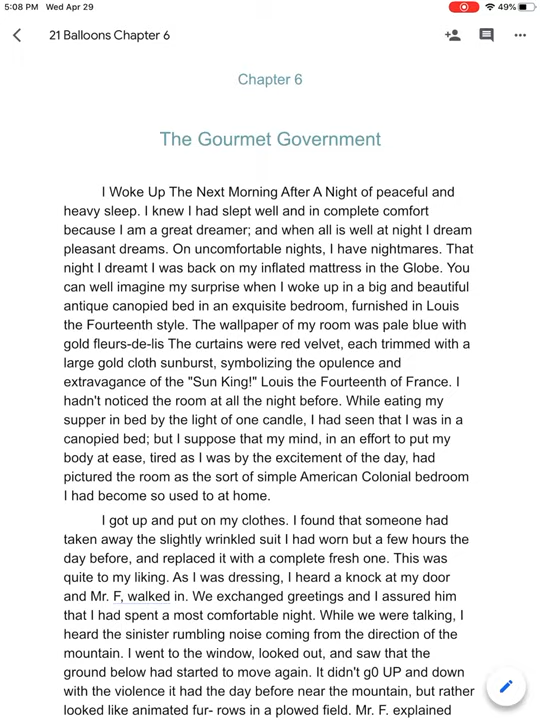 5:08 PM Wed Apr 29
49%
21 Balloons Chapter 6
Chapter 6
The Gourmet Government
I Woke Up The Next Morning After A Night of peaceful and
heavy sleep. I knew I had slept well and in complete comfort
because I am a great dreamer; and when all is well at night I dream
pleasant dreams. On uncomfortable nights, I have nightmares. That
night I dreamt I was back on my inflated mattress in the Globe. You
can well imagine my surprise when I woke up in a big and beautiful
antique canopied bed in an exquisite bedroom, furnished in Louis
the Fourteenth style. The wallpaper of my room was pale blue with
gold fleurs-de-lis The curtains were red velvet, each trimmed with a
large gold cloth sunburst, symbolizing the opulence and
extravagance of the "Sun King!" Louis the Fourteenth of France. I
hadn't noticed the room at all the night before. While eating my
supper in bed by the light of one candle, I had seen that I was in a
canopied bed; but I suppose that my mind, in an effort to put my
body at ease, tired as I was by the excitement of the day, had
pictured the room as the sort of simple American Colonial bedroom
I had become so used to at home.
I got up and put on my clothes. I found that someone had
taken away the slightly wrinkled suit I had worn but a few hours the
day before, and replaced it with a complete fresh one. This was
quite to my liking. As I was dressing, I heard a knock at my door
and Mr. F, walked in. We exchanged greetings and I assured him
that I had spent a most comfortable night. While we were talking, I
heard the sinister rumbling noise coming from the direction of the
mountain. I went to the window, looked out, and saw that the
ground below had started to move again. It didn't g0 UP and down
with the violence it had the day before near the mountain, but rather
looked like animated fur- rows in a plowed field. Mr. F. explained